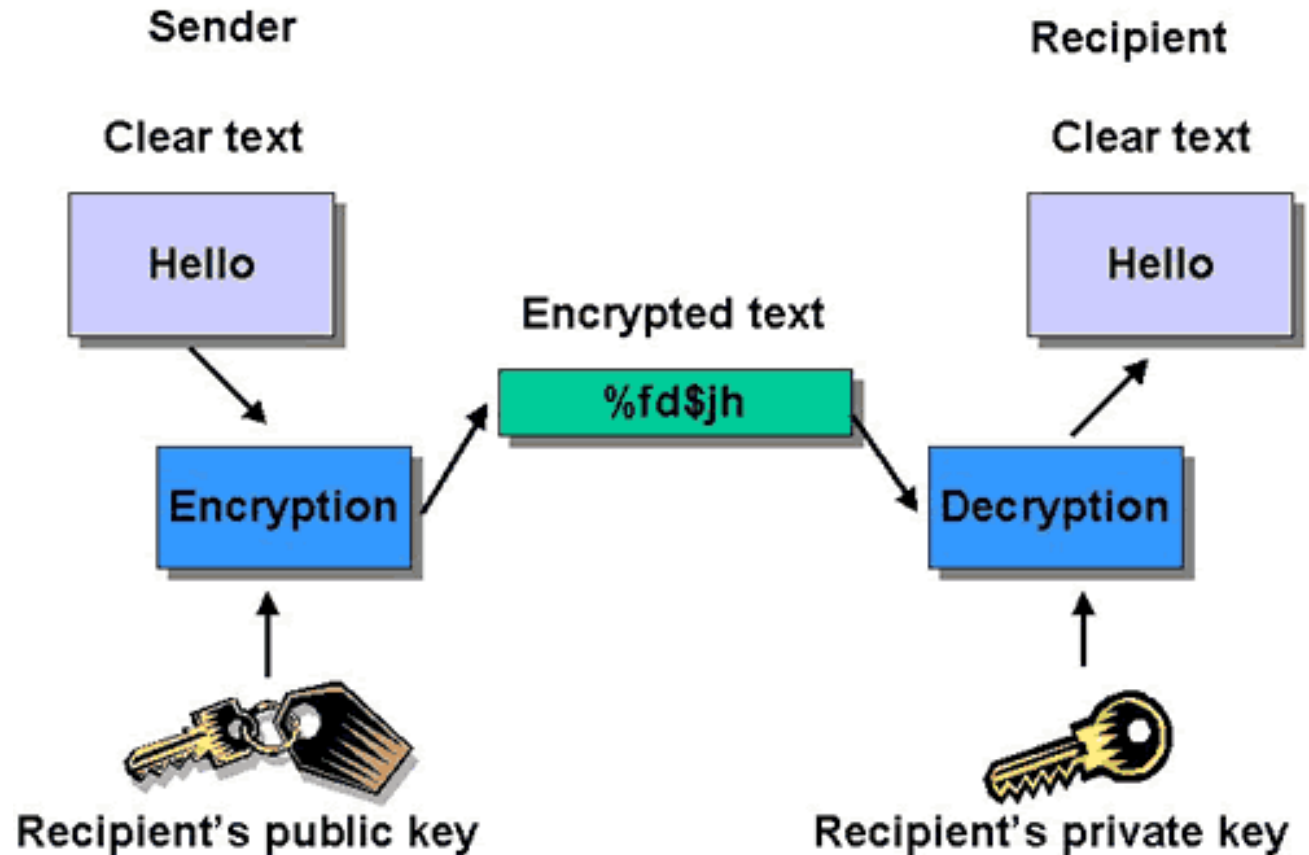 Sender
Recipient
Clear text
Clear text
Hello
Hello
Encrypted text
%fd$jh
Encryption
Decryption
Recipient's public key
Recipient's private key